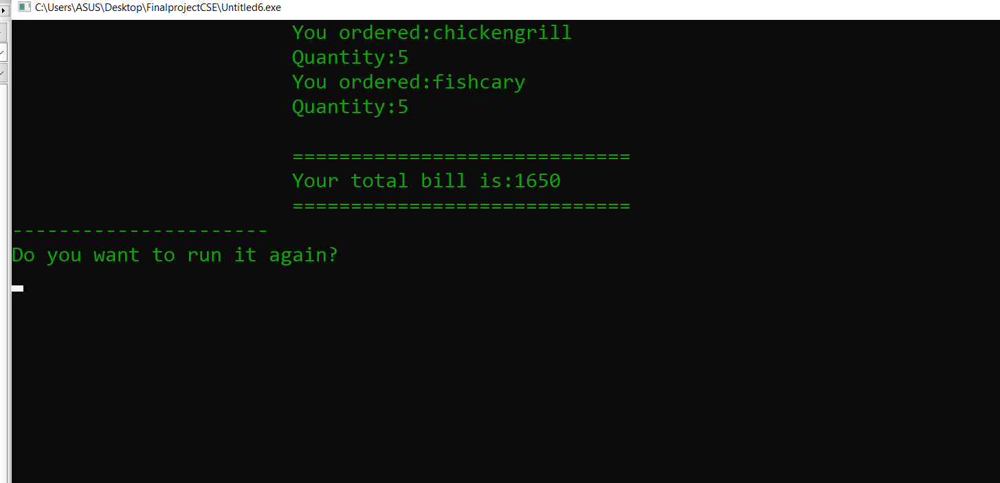 C:\Users\ASUS\Desktop\FinalprojectCSE\Untitled6.exe
You ordered:chickengrill
Quantity:5
You ordered:fishcary
Quantity:5
=============================
Your total bill is:1650
=============================
----------------------
Do you want to run it again?